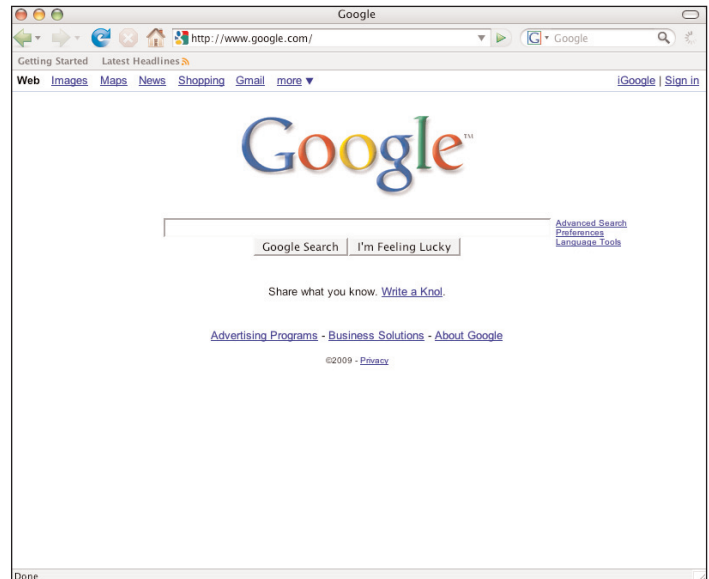 Google
http://www.google.com/ G Google
Getting Started Latest Headlines
Web Images Maps News Shopping Gmail more ▼ iGoogle | Sign in
Google™
Advanced Search
Preferences
Language Tools
Google Search I'm Feeling Lucky
Share what you know. Write a Knol.
Advertising Programs - Business Solutions - About Google
©2009 - Privacy
Done